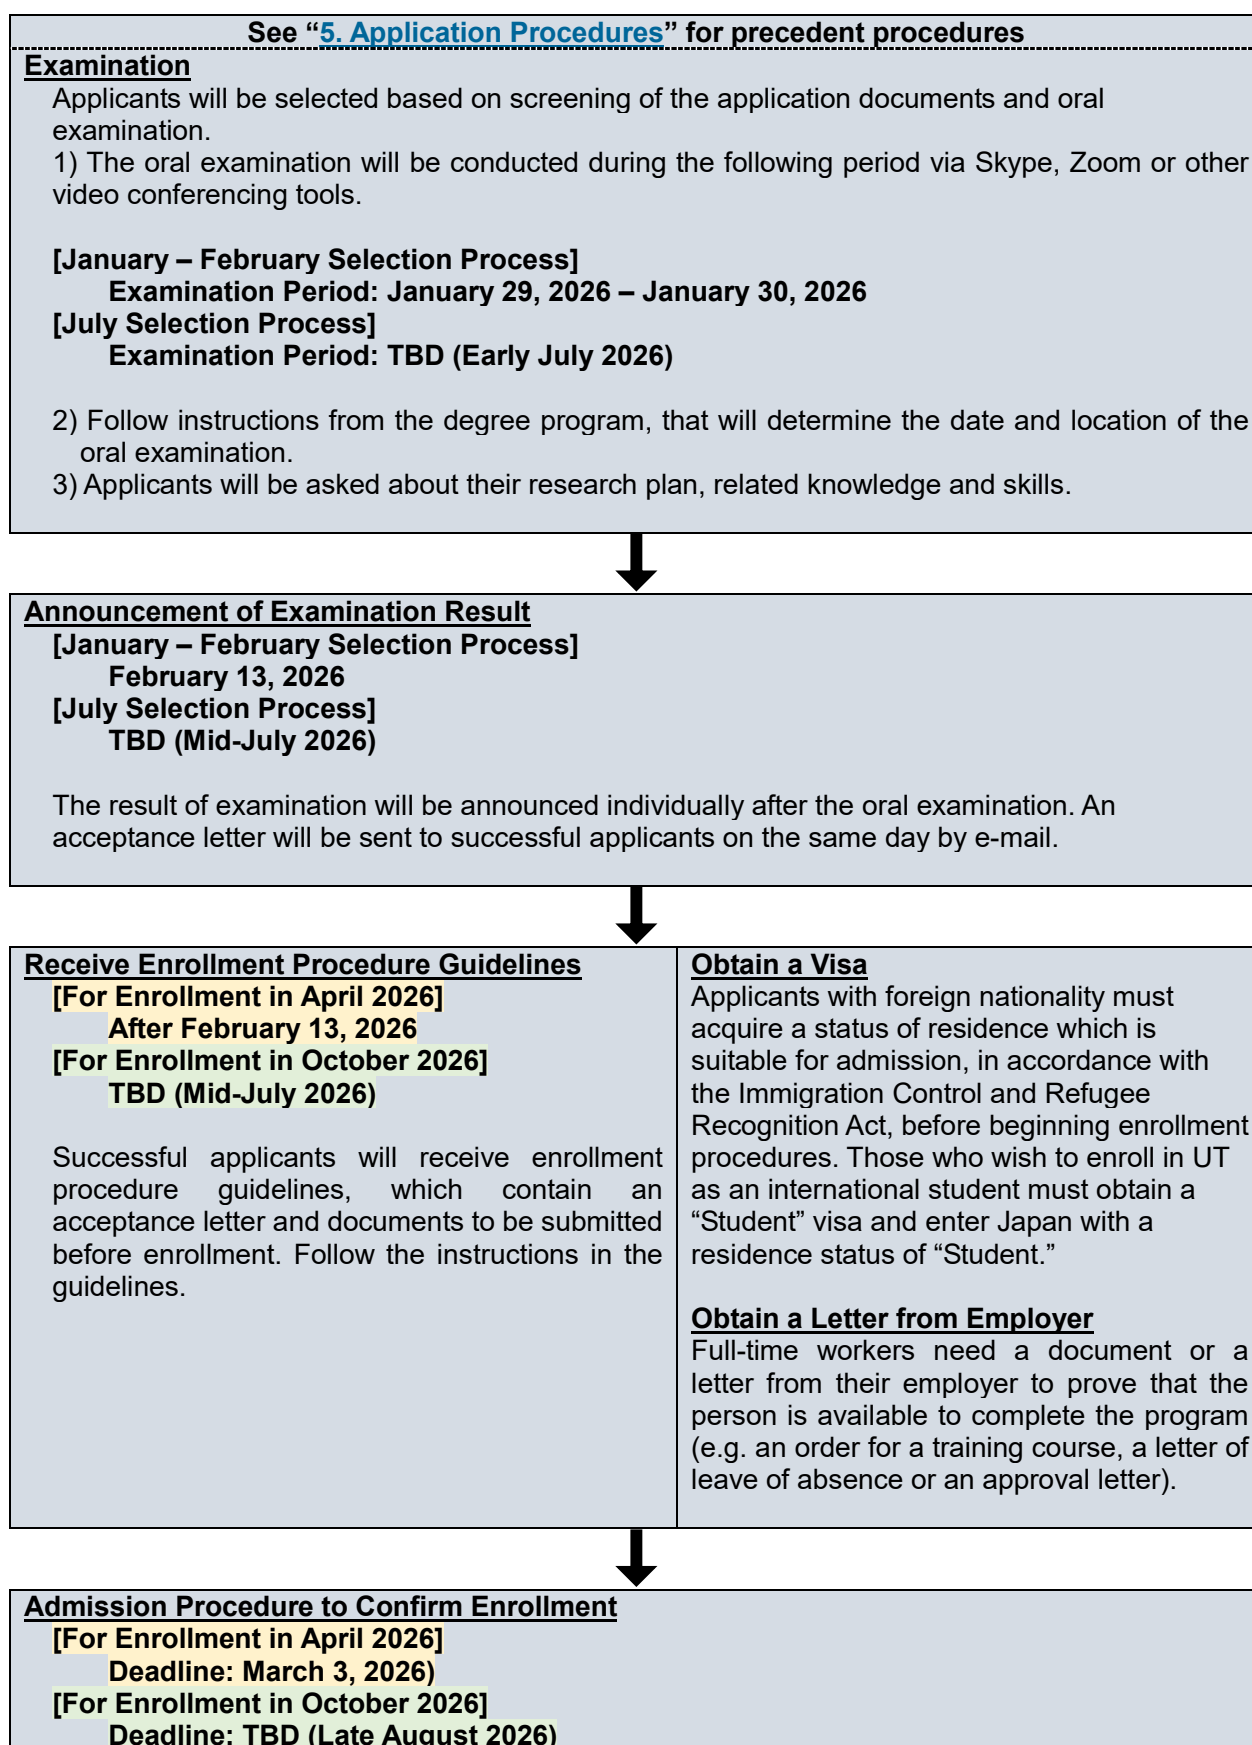 See “5. Application Procedures” for precedent procedures
Examination
Applicants will be selected based on screening of the application documents and oral
examination.
1) The oral examination will be conducted during the following period via Skype, Zoom or other
video conferencing tools.
[January – February Selection Process]
Examination Period: January 29, 2026 – January 30, 2026
[July Selection Process]
Examination Period: TBD (Early July 2026)
2) Follow instructions from the degree program, that will determine the date and location of the
oral examination.
3) Applicants will be asked about their research plan, related knowledge and skills.
Announcement of Examination Result
[January – February Selection Process]
February 13, 2026
[July Selection Process]
TBD (Mid-July 2026)
The result of examination will be announced individually after the oral examination. An
acceptance letter will be sent to successful applicants on the same day by e-mail.
Receive Enrollment Procedure Guidelines
[For Enrollment in April 2026]
After February 13, 2026
[For Enrollment in October 2026]
TBD (Mid-July 2026)
Successful applicants will receive enrollment
procedure guidelines, which contain an
acceptance letter and documents to be submitted
before enrollment. Follow the instructions in the
guidelines.
Obtain a Visa
Applicants with foreign nationality must
acquire a status of residence which is
suitable for admission, in accordance with
the Immigration Control and Refugee
Recognition Act, before beginning enrollment
procedures. Those who wish to enroll in UT
as an international student must obtain a
“Student” visa and enter Japan with a
residence status of “Student.”
Obtain a Letter from Employer
Full-time workers need a document or a
letter from their employer to prove that the
person is available to complete the program
(e.g. an order for a training course, a letter of
leave of absence or an approval letter).
Admission Procedure to Confirm Enrollment
[For Enrollment in April 2026]
Deadline: March 3, 2026)
[For Enrollment in October 2026]
Deadline: TBD (Late August 2026)